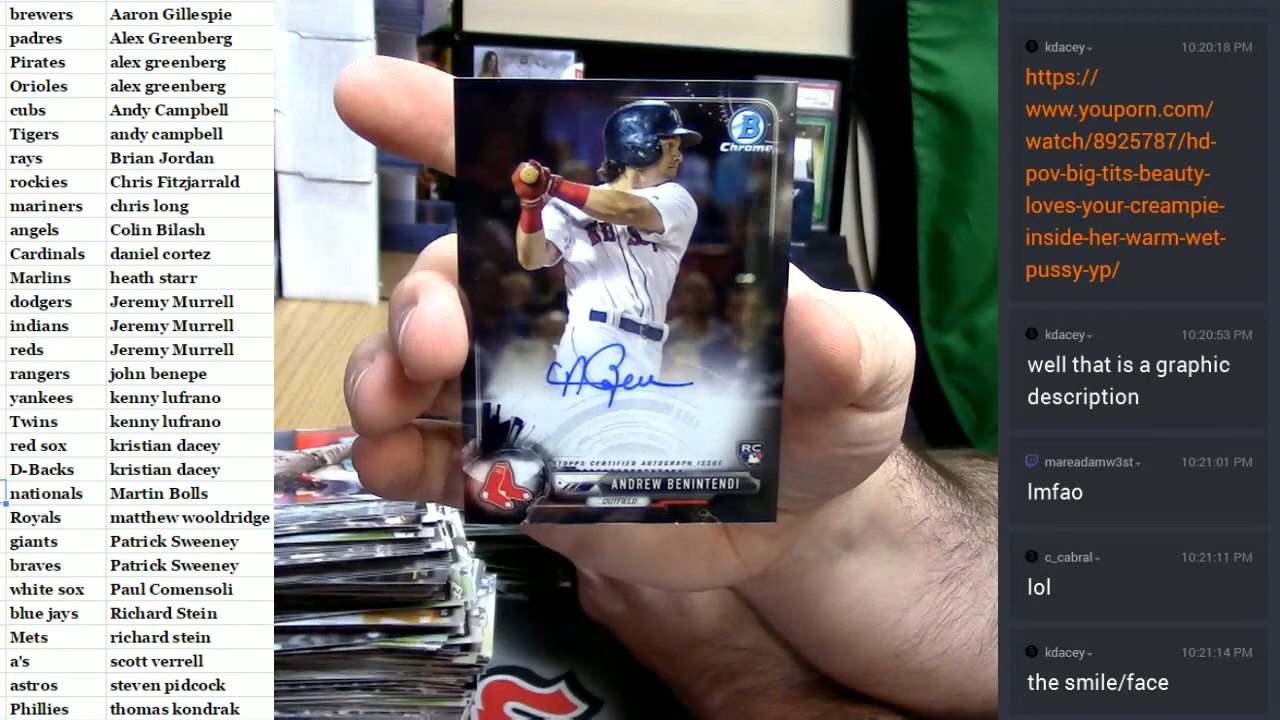 brewers Aaron Gillespie
padres Alex Greenberg
Pirates alex greenberg
Orioles alex greenberg
cubs Andy Campbell
Tigers andy campbell
rays Brian Jordan
rockies Chris Fitzjarrald
mariners chris long
angels Colin Bilash
Cardinals daniel cortez
Marlins heath starr
dodgers Jeremy Murrell
indians Jeremy Murrell
reds Jeremy Murrell
rangers john benepe
yankees kenny lufrano
Twins kenny lufrano
red sox kristian dacey
D-Backs kristian dacey
nationals Martin Bolls
Royals matthew wooldridge
giants Patrick Sweeney
braves Patrick Sweeney
white sox Paul Comensoli
blue jays Richard Stein
Mets richard stein
a's scott verrell
astros steven pidcock
Phillies thomas kondrak
B
Chrome
RC
TOPPS CERTIFIED AUTOGRAPH ISSUE
ANDREW BENINTENDI
OUTFIELD
kdacey 10:20:18 PM
https://
www.youporn.com/
watch/8925787/hd-
pov-big-tits-beauty-
loves-your-creampie-
inside-her-warm-wet-
pussy-yp/
kdacey 10:20:53 PM
well that is a graphic
description
mareadamw3st 10:21:01 PM
lmfao
c_cabral 10:21:11 PM
lol
kdacey 10:21:14 PM
the smile/face